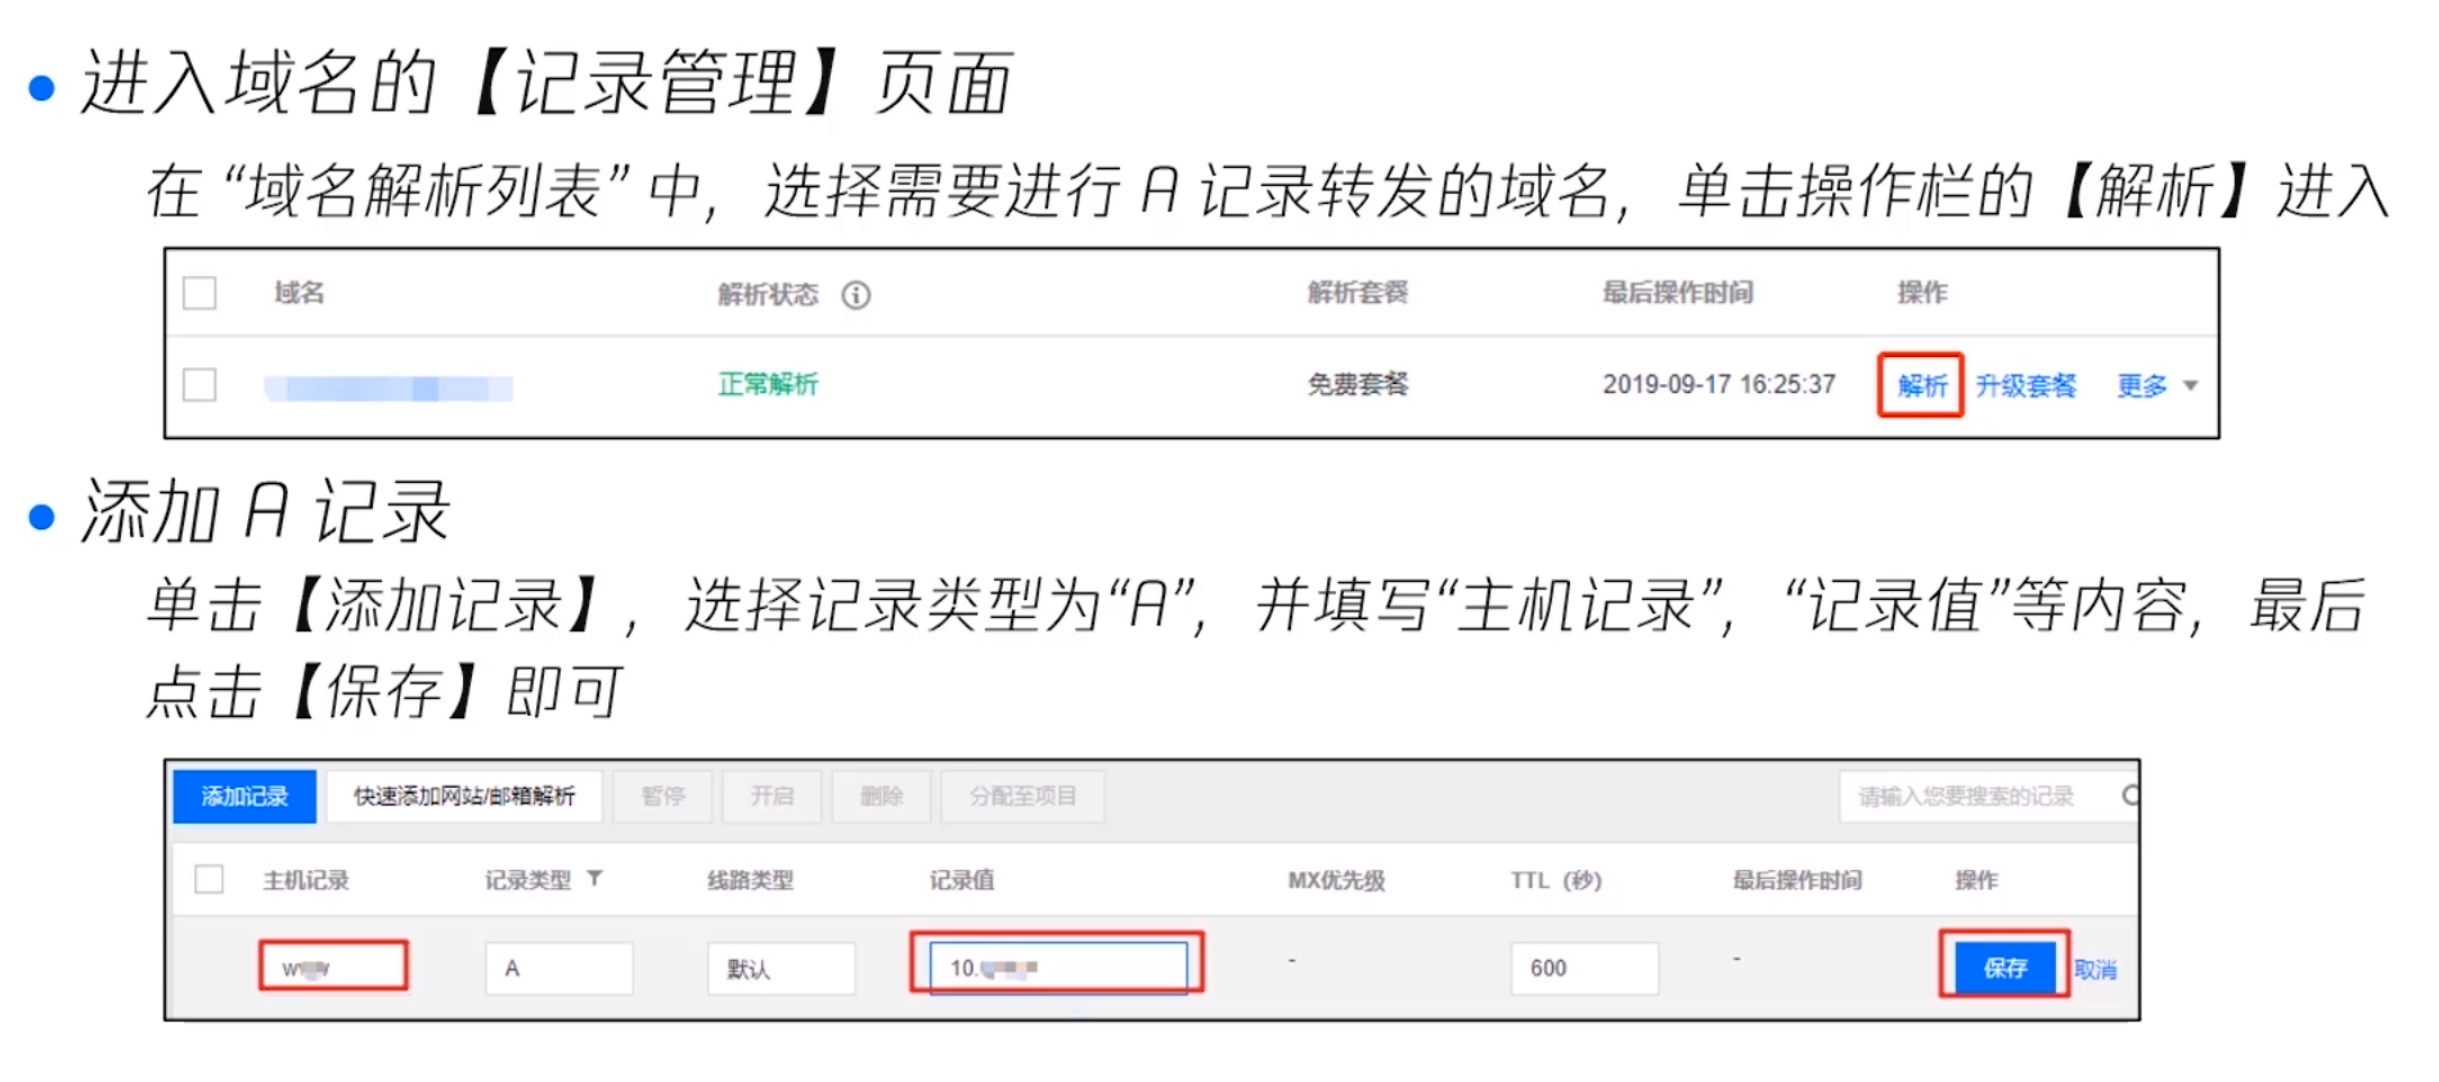 进入域名的【记录管理】页面
在“域名解析列表”中，选择需要进行 A 记录转发的域名，单击操作栏的【解析】进入
域名 解析状态 解析套餐 最后操作时间 操作
正常解析 免费套餐 2019-09-17 16:25:37 解析 升级套餐 更多
添加 A 记录
单击【添加记录】，选择记录类型为“A”，并填写“主机记录”，“记录值”等内容，最后
点击【保存】即可
添加记录 快速添加网站/邮箱解析 暂停 开启 删除 分配至项目 请输入您要搜索的记录
主机记录 记录类型 线路类型 记录值 MX优先级 TTL（秒） 最后操作时间 操作
A 默认 10. - 600 - 保存 取消